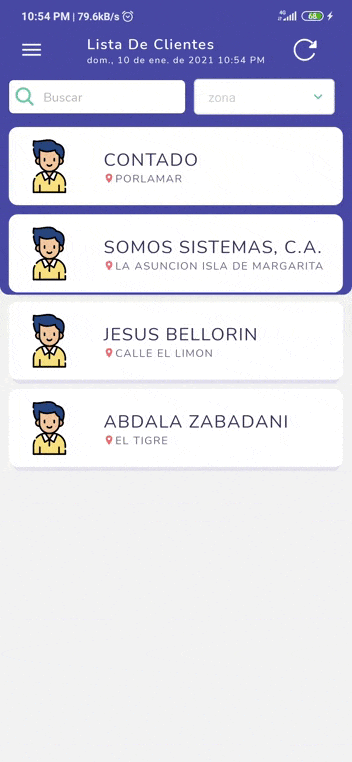 10:54 PM | 79.6kB/s
4G
68
Lista De Clientes
dom., 10 de ene. de 2021 10:54 PM
Buscar
zona
CONTADO
PORLAMAR
SOMOS SISTEMAS, C.A.
LA ASUNCION ISLA DE MARGARITA
JESUS BELLORIN
CALLE EL LIMON
ABDALA ZABADANI
EL TIGRE